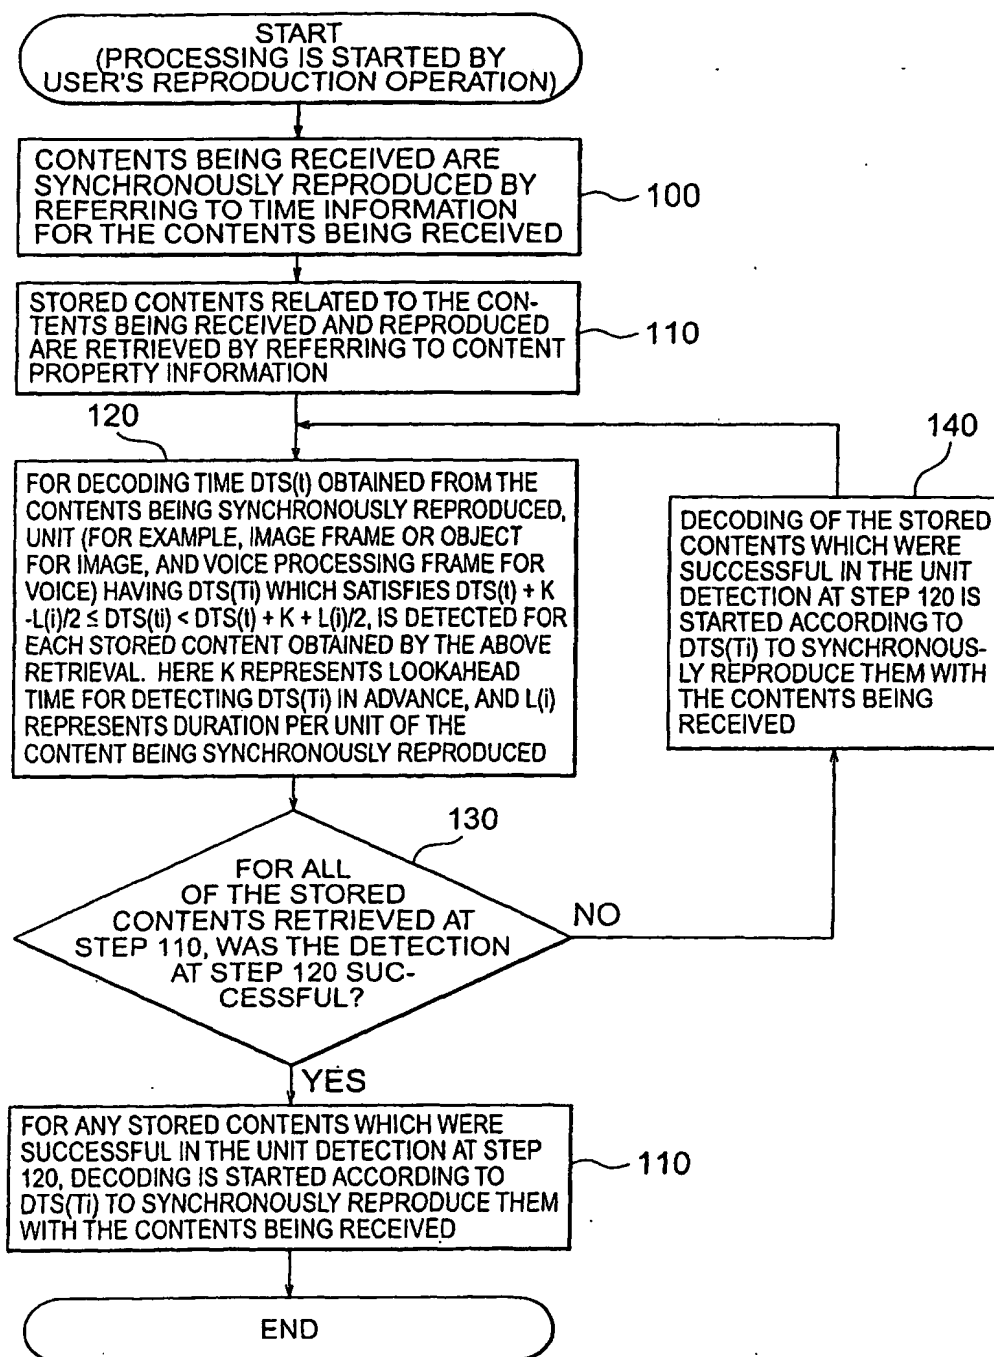 START
(PROCESSING IS STARTED BY
USER'S REPRODUCTION OPERATION)
CONTENTS BEING RECEIVED ARE
SYNCHRONOUSLY REPRODUCED BY
REFERRING TO TIME INFORMATION
FOR THE CONTENTS BEING RECEIVED
100
STORED CONTENTS RELATED TO THE CON-
TENTS BEING RECEIVED AND REPRODUCED
ARE RETRIEVED BY REFERRING TO CONTENT
PROPERTY INFORMATION
110
120
FOR DECODING TIME DTS(t) OBTAINED FROM THE
CONTENTS BEING SYNCHRONOUSLY REPRODUCED,
UNIT (FOR EXAMPLE, IMAGE FRAME OR OBJECT
FOR IMAGE, AND VOICE PROCESSING FRAME FOR
VOICE) HAVING DTS(Ti) WHICH SATISFIES DTS(t) + K
-L(i)/2 ≤ DTS(ti) < DTS(t) + K + L(i)/2, IS DETECTED FOR
EACH STORED CONTENT OBTAINED BY THE ABOVE
RETRIEVAL. HERE K REPRESENTS LOOKAHEAD
TIME FOR DETECTING DTS(Ti) IN ADVANCE, AND L(i)
REPRESENTS DURATION PER UNIT OF THE
CONTENT BEING SYNCHRONOUSLY REPRODUCED
140
DECODING OF THE STORED
CONTENTS WHICH WERE
SUCCESSFUL IN THE UNIT
DETECTION AT STEP 120 IS
STARTED ACCORDING TO
DTS(Ti) TO SYNCHRONOUS-
LY REPRODUCE THEM WITH
THE CONTENTS BEING
RECEIVED
130
FOR ALL
OF THE STORED
CONTENTS RETRIEVED AT
STEP 110, WAS THE DETECTION
AT STEP 120 SUC-
CESSFUL?
NO
YES
FOR ANY STORED CONTENTS WHICH WERE
SUCCESSFUL IN THE UNIT DETECTION AT STEP
120, DECODING IS STARTED ACCORDING TO
DTS(Ti) TO SYNCHRONOUSLY REPRODUCE THEM
WITH THE CONTENTS BEING RECEIVED
110
END